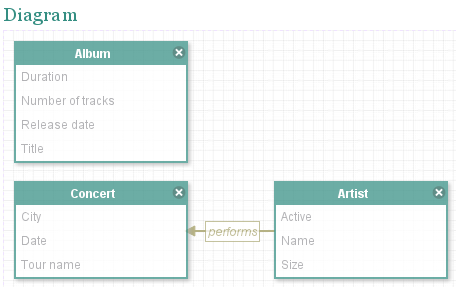 Diagram
Album
Duration
Number of tracks
Release date
Title
Concert
City
Date
Tour name
performs
Artist
Active
Name
Size